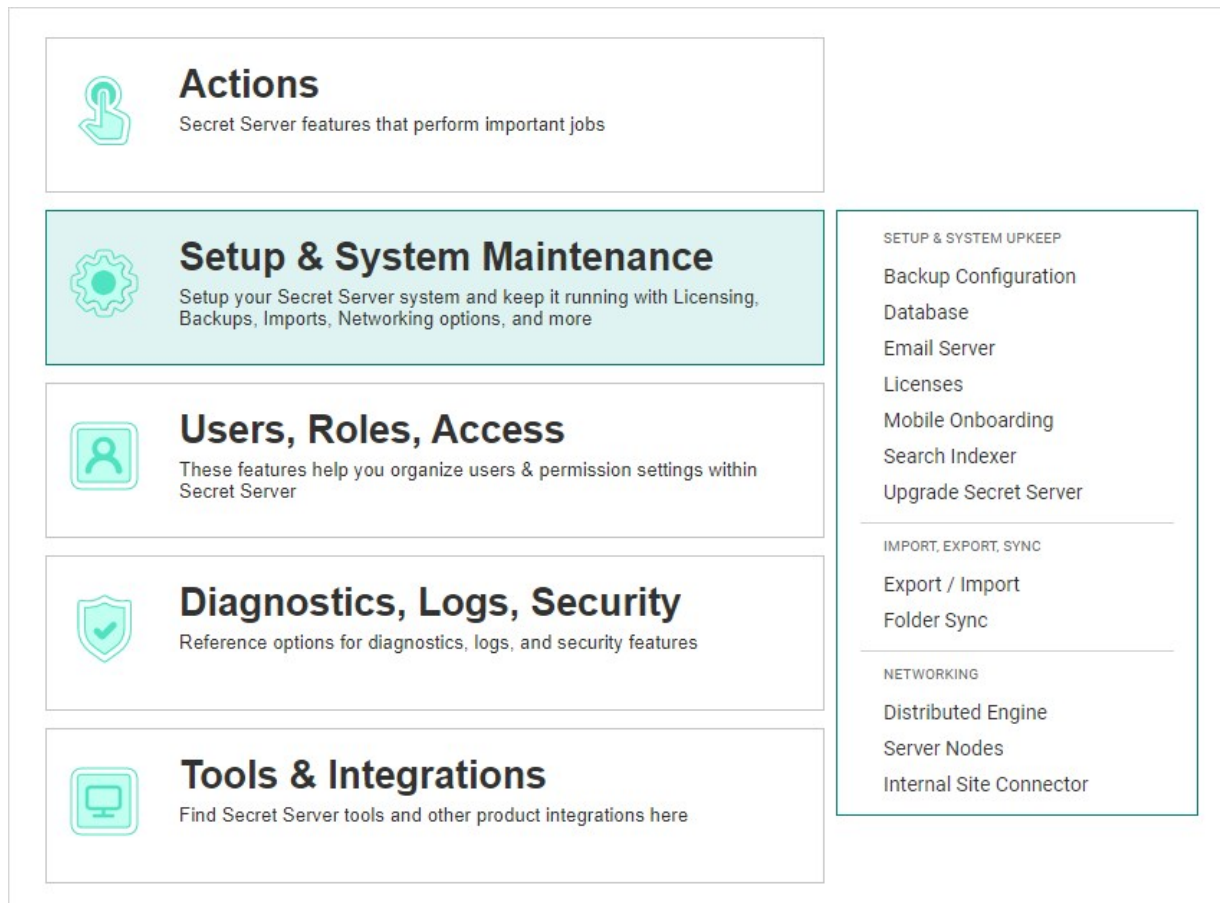 Actions
Secret Server features that perform important jobs
Setup & System Maintenance
Setup your Secret Server system and keep it running with Licensing,
Backups, Imports, Networking options, and more
Users, Roles, Access
These features help you organize users & permission settings within
Secret Server
Diagnostics, Logs, Security
Reference options for diagnostics, logs, and security features
Tools & Integrations
Find Secret Server tools and other product integrations here
SETUP & SYSTEM UPKEEP
Backup Configuration
Database
Email Server
Licenses
Mobile Onboarding
Search Indexer
Upgrade Secret Server
IMPORT, EXPORT, SYNC
Export / Import
Folder Sync
NETWORKING
Distributed Engine
Server Nodes
Internal Site Connector